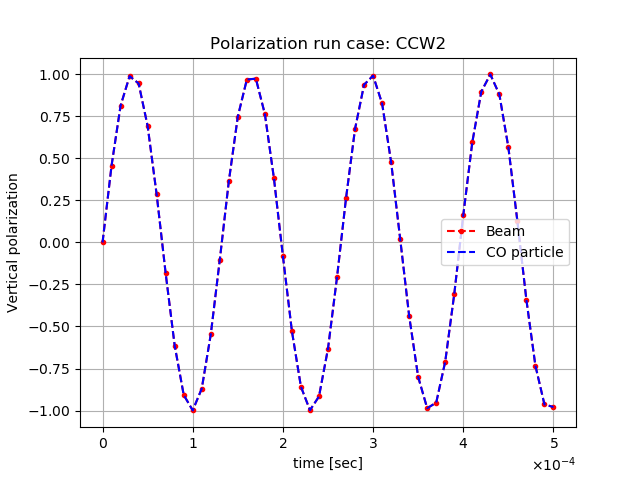 Polarization run case: CCW2
Vertical polarization
1.00
0.75
0.50
0.25
0.00
−0.25
−0.50
−0.75
−1.00
Beam
CO particle
0 1 2 3 4 5
time [sec]
×10⁻⁴